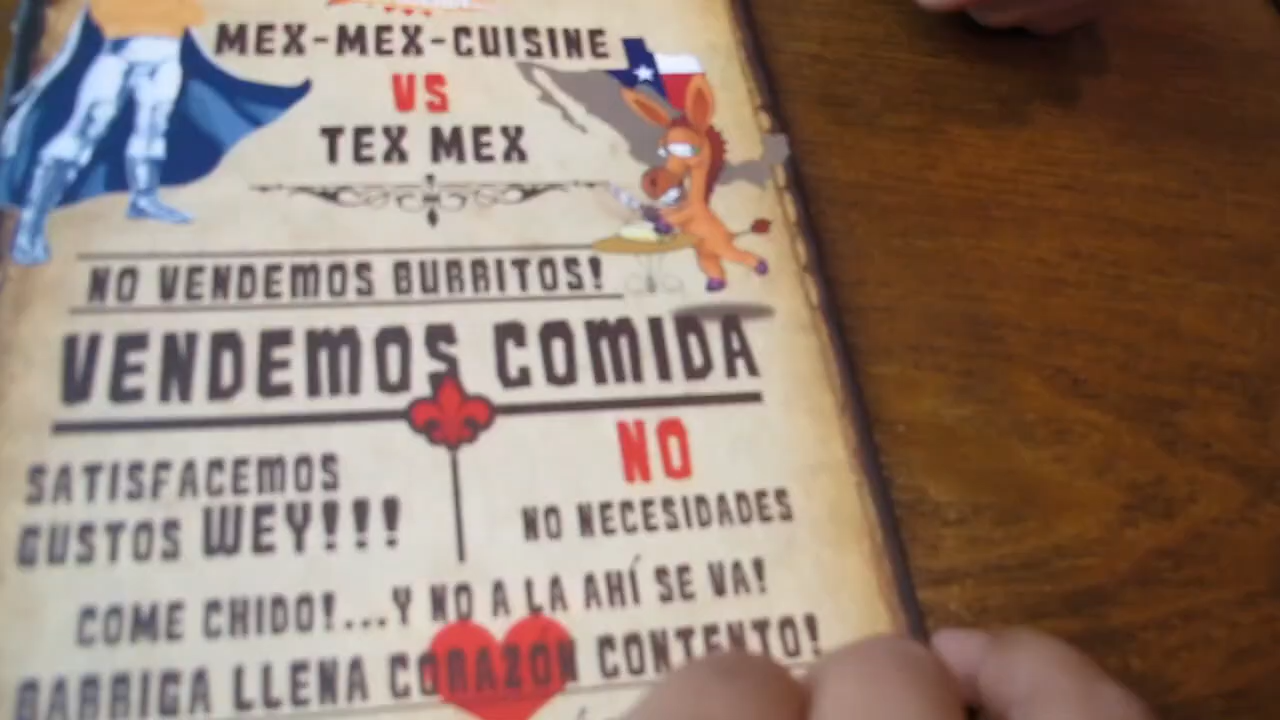 MEX-MEX-CUISINE
VS
TEX MEX
NO VENDEMOS BURRITOS!
VENDEMOS COMIDA
SATISFACEMOS
GUSTOS WEY!!!
NO
NO NECESIDADES
COME CHIDO!...Y NO A LA AHÍ SE VA!
BARRIGA LLENA CORAZÓN CONTENTO!